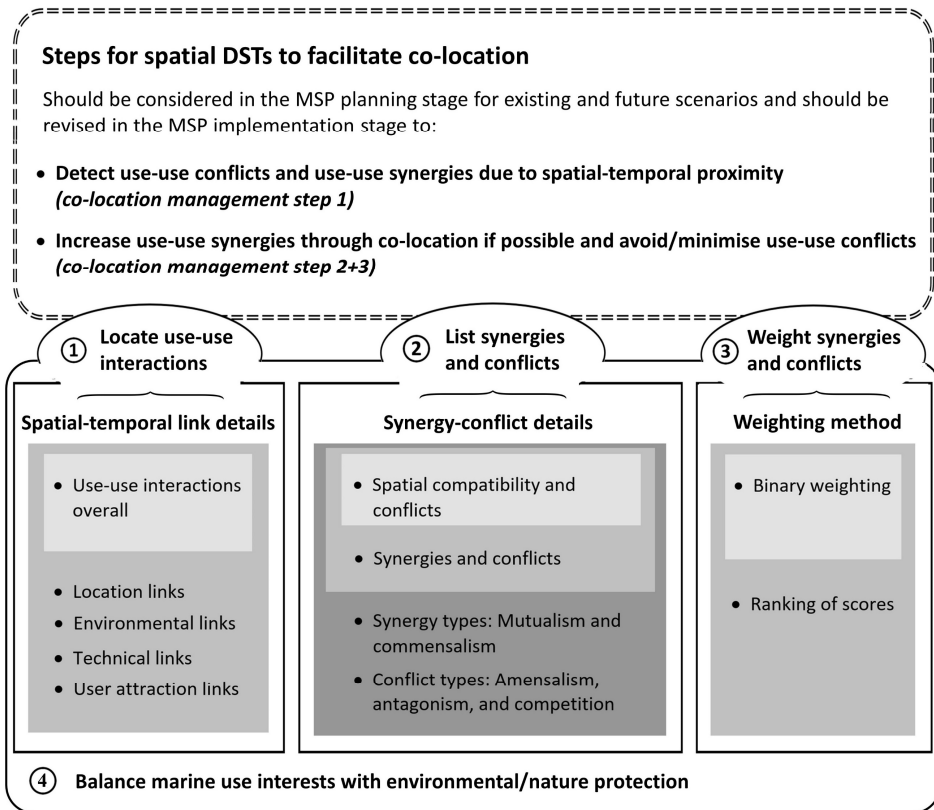 Steps for spatial DSTs to facilitate co-location
Should be considered in the MSP planning stage for existing and future scenarios and should be
revised in the MSP implementation stage to:
• Detect use-use conflicts and use-use synergies due to spatial-temporal proximity
(co-location management step 1)
• Increase use-use synergies through co-location if possible and avoid/minimise use-use conflicts
(co-location management step 2+3)
① Locate use-use
interactions
Spatial-temporal link details
• Use-use interactions
overall
• Location links
• Environmental links
• Technical links
• User attraction links
② List synergies
and conflicts
Synergy-conflict details
• Spatial compatibility and
conflicts
• Synergies and conflicts
• Synergy types: Mutualism and
commensalism
• Conflict types: Amensalism,
antagonism, and competition
③ Weight synergies
and conflicts
Weighting method
• Binary weighting
• Ranking of scores
④ Balance marine use interests with environmental/nature protection